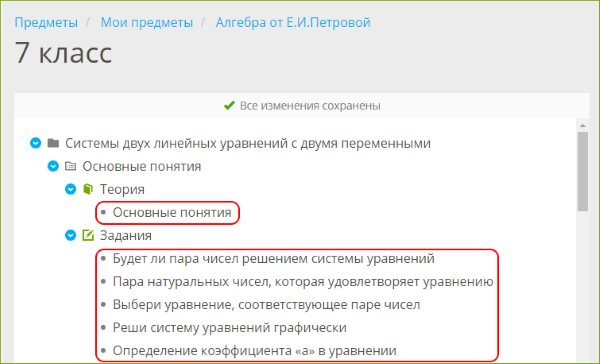 Предметы / Мои предметы / Алгебра от Е.И.Петровой
7 класс
Все изменения сохранены
Системы двух линейных уравнений с двумя переменными
Основные понятия
Теория
Основные понятия
Задания
Будет ли пара чисел решением системы уравнений
Пара натуральных чисел, которая удовлетворяет уравнению
Выбери уравнение, соответствующее паре чисел
Реши систему уравнений графически
Определение коэффициента «а» в уравнении